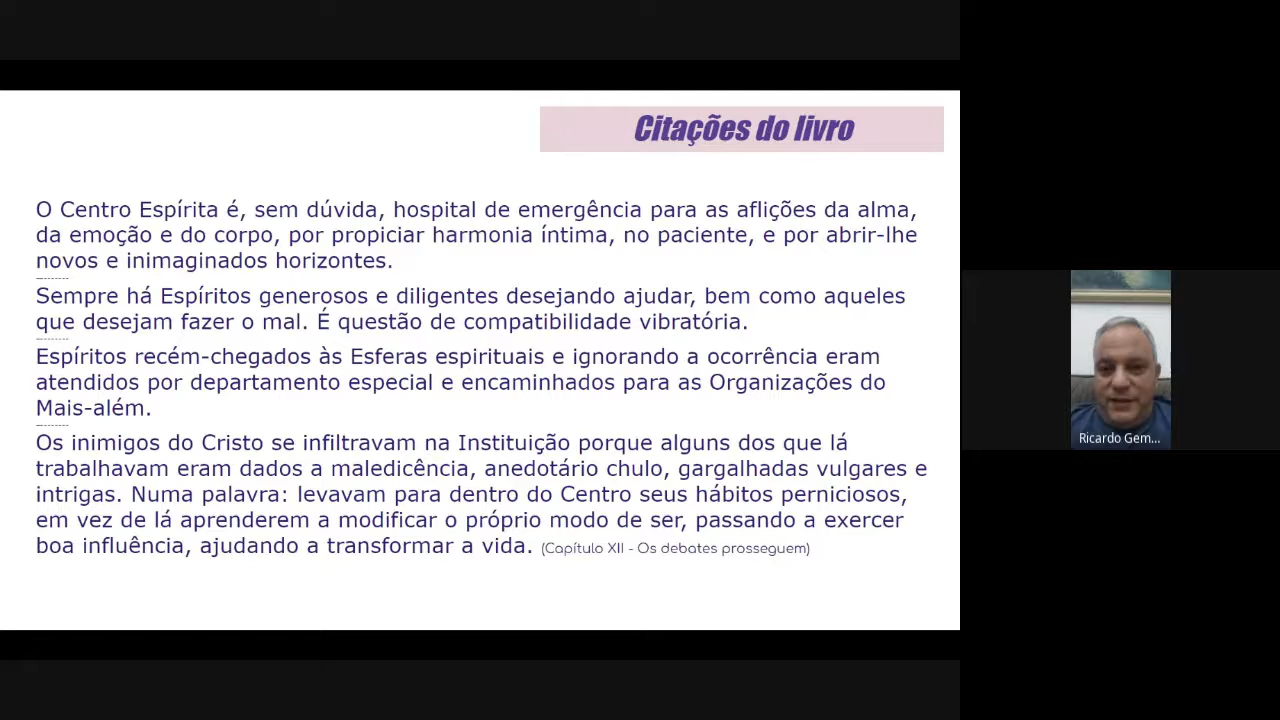 Citações do livro
O Centro Espírita é, sem dúvida, hospital de emergência para as aflições da alma,
da emoção e do corpo, por propiciar harmonia íntima, no paciente, e por abrir-lhe
novos e inimaginados horizontes.
----------
Sempre há Espíritos generosos e diligentes desejando ajudar, bem como aqueles
que desejam fazer o mal. É questão de compatibilidade vibratória.
----------
Espíritos recém-chegados às Esferas espirituais e ignorando a ocorrência eram
atendidos por departamento especial e encaminhados para as Organizações do
Mais-além.
----------
Os inimigos do Cristo se infiltravam na Instituição porque alguns dos que lá
trabalhavam eram dados a maledicência, anedotário chulo, gargalhadas vulgares e
intrigas. Numa palavra: levavam para dentro do Centro seus hábitos perniciosos,
em vez de lá aprenderem a modificar o próprio modo de ser, passando a exercer
boa influência, ajudando a transformar a vida. (Capítulo XII - Os debates prosseguem)
Ricardo Gem...